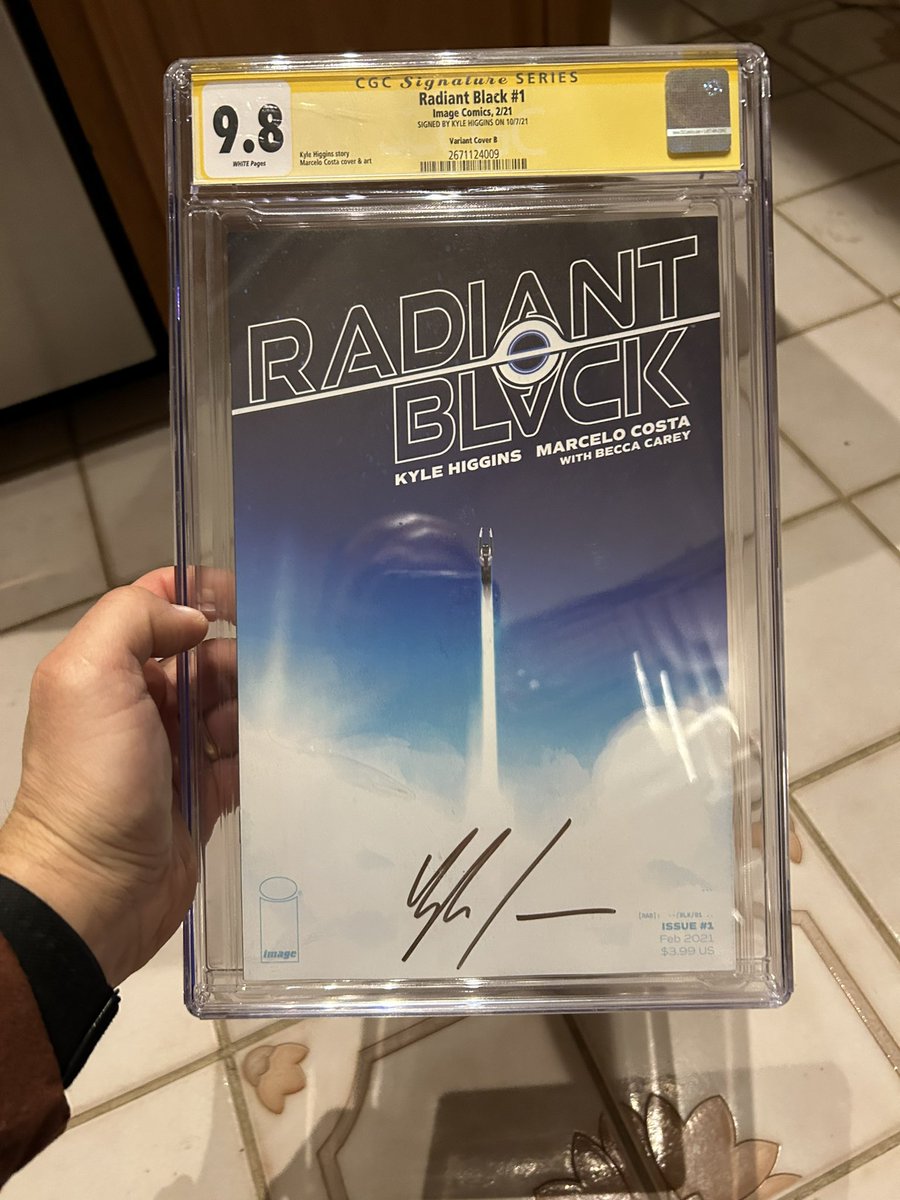 CGC Signature SERIES
9.8
WHITE Pages
Radiant Black #1
Image Comics, 2/21
SIGNED BY KYLE HIGGINS ON 10/7/21
Variant Cover B
Kyle Higgins story
Marcelo Costa cover & art
2671124009
RADIANT
BLACK
KYLE HIGGINS MARCELO COSTA
WITH BECCA CAREY
image
ISSUE #1
Feb 2021
$3.99 US